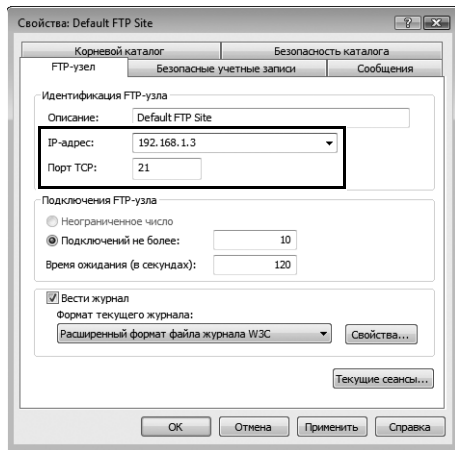 Свойства: Default FTP Site
Корневой каталог Безопасность каталога
FTP-узел Безопасные учетные записи Сообщения
Идентификация FTP-узла
Описание: Default FTP Site
IP-адрес: 192.168.1.3
Порт TCP: 21
Подключения FTP-узла
Неограниченное число
Подключений не более: 10
Время ожидания (в секундах): 120
Вести журнал
Формат текущего журнала:
Расширенный формат файла журнала W3C Свойства...
Текущие сеансы...
ОК Отмена Применить Справка